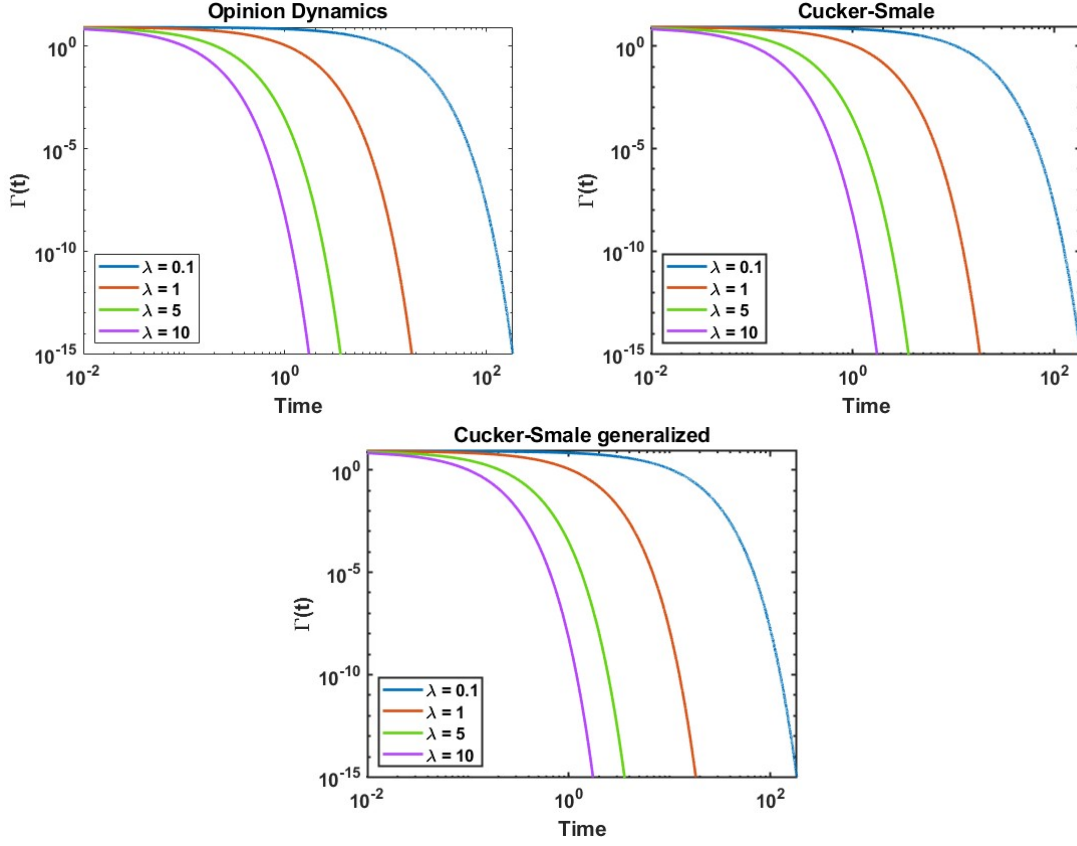 Opinion Dynamics
10^0
10^-5
10^-10
10^-15
Γ(t)
λ = 0.1
λ = 1
λ = 5
λ = 10
10^-2
10^0
10^2
Time
Cucker-Smale
10^0
10^-5
10^-10
10^-15
Γ(t)
λ = 0.1
λ = 1
λ = 5
λ = 10
10^-2
10^0
10^2
Time
Cucker-Smale generalized
10^0
10^-5
10^-10
10^-15
Γ(t)
λ = 0.1
λ = 1
λ = 5
λ = 10
10^-2
10^0
10^2
Time